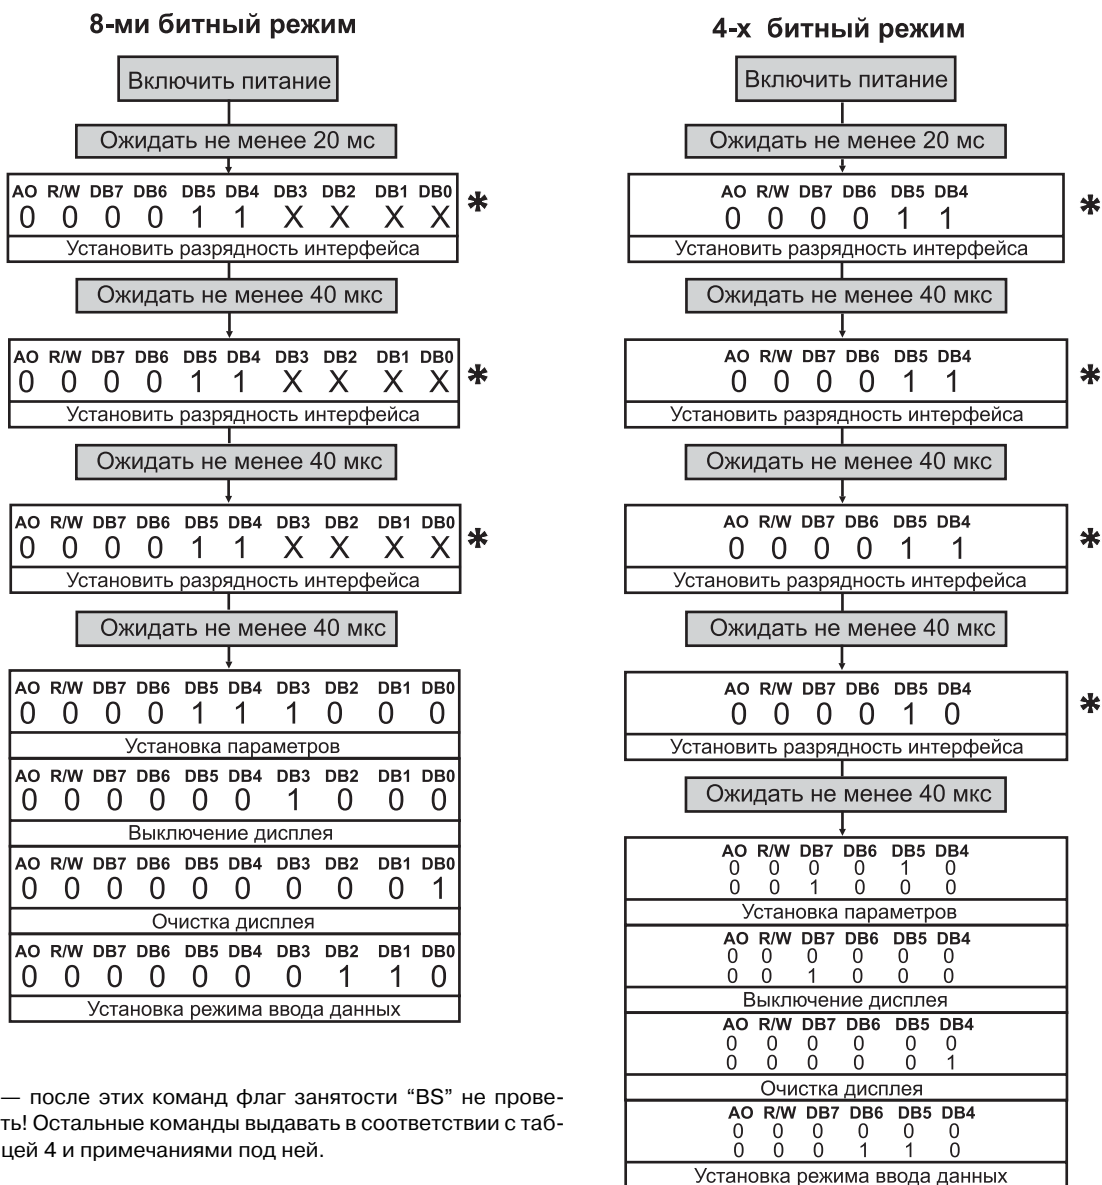 8-ми битный режим
Включить питание
Ожидать не менее 20 мс
AO R/W DB7 DB6 DB5 DB4 DB3 DB2 DB1 DB0
0 0 0 0 1 1 X X X X *
Установить разрядность интерфейса
Ожидать не менее 40 мкс
AO R/W DB7 DB6 DB5 DB4 DB3 DB2 DB1 DB0
0 0 0 0 1 1 X X X X *
Установить разрядность интерфейса
Ожидать не менее 40 мкс
AO R/W DB7 DB6 DB5 DB4 DB3 DB2 DB1 DB0
0 0 0 0 1 1 X X X X *
Установить разрядность интерфейса
Ожидать не менее 40 мкс
AO R/W DB7 DB6 DB5 DB4 DB3 DB2 DB1 DB0
0 0 0 0 1 1 1 0 0 0
Установка параметров
AO R/W DB7 DB6 DB5 DB4 DB3 DB2 DB1 DB0
0 0 0 0 0 0 1 0 0 0
Выключение дисплея
AO R/W DB7 DB6 DB5 DB4 DB3 DB2 DB1 DB0
0 0 0 0 0 0 0 0 0 1
Очистка дисплея
AO R/W DB7 DB6 DB5 DB4 DB3 DB2 DB1 DB0
0 0 0 0 0 0 0 1 1 0
Установка режима ввода данных
— после этих команд флаг занятости “BS” не прове-
ть! Остальные команды выдавать в соответствии с таб-
цей 4 и примечаниями под ней.
4-х битный режим
Включить питание
Ожидать не менее 20 мс
AO R/W DB7 DB6 DB5 DB4
0 0 0 0 1 1 *
Установить разрядность интерфейса
Ожидать не менее 40 мкс
AO R/W DB7 DB6 DB5 DB4
0 0 0 0 1 1 *
Установить разрядность интерфейса
Ожидать не менее 40 мкс
AO R/W DB7 DB6 DB5 DB4
0 0 0 0 1 1 *
Установить разрядность интерфейса
Ожидать не менее 40 мкс
AO R/W DB7 DB6 DB5 DB4
0 0 0 0 1 0 *
Установить разрядность интерфейса
Ожидать не менее 40 мкс
AO R/W DB7 DB6 DB5 DB4
0 0 0 0 1 0
0 0 1 0 0 0
Установка параметров
AO R/W DB7 DB6 DB5 DB4
0 0 0 0 0 0
0 0 1 0 0 0
Выключение дисплея
AO R/W DB7 DB6 DB5 DB4
0 0 0 0 0 0
0 0 0 0 0 1
Очистка дисплея
AO R/W DB7 DB6 DB5 DB4
0 0 0 0 0 0
0 0 0 1 1 0
Установка режима ввода данных